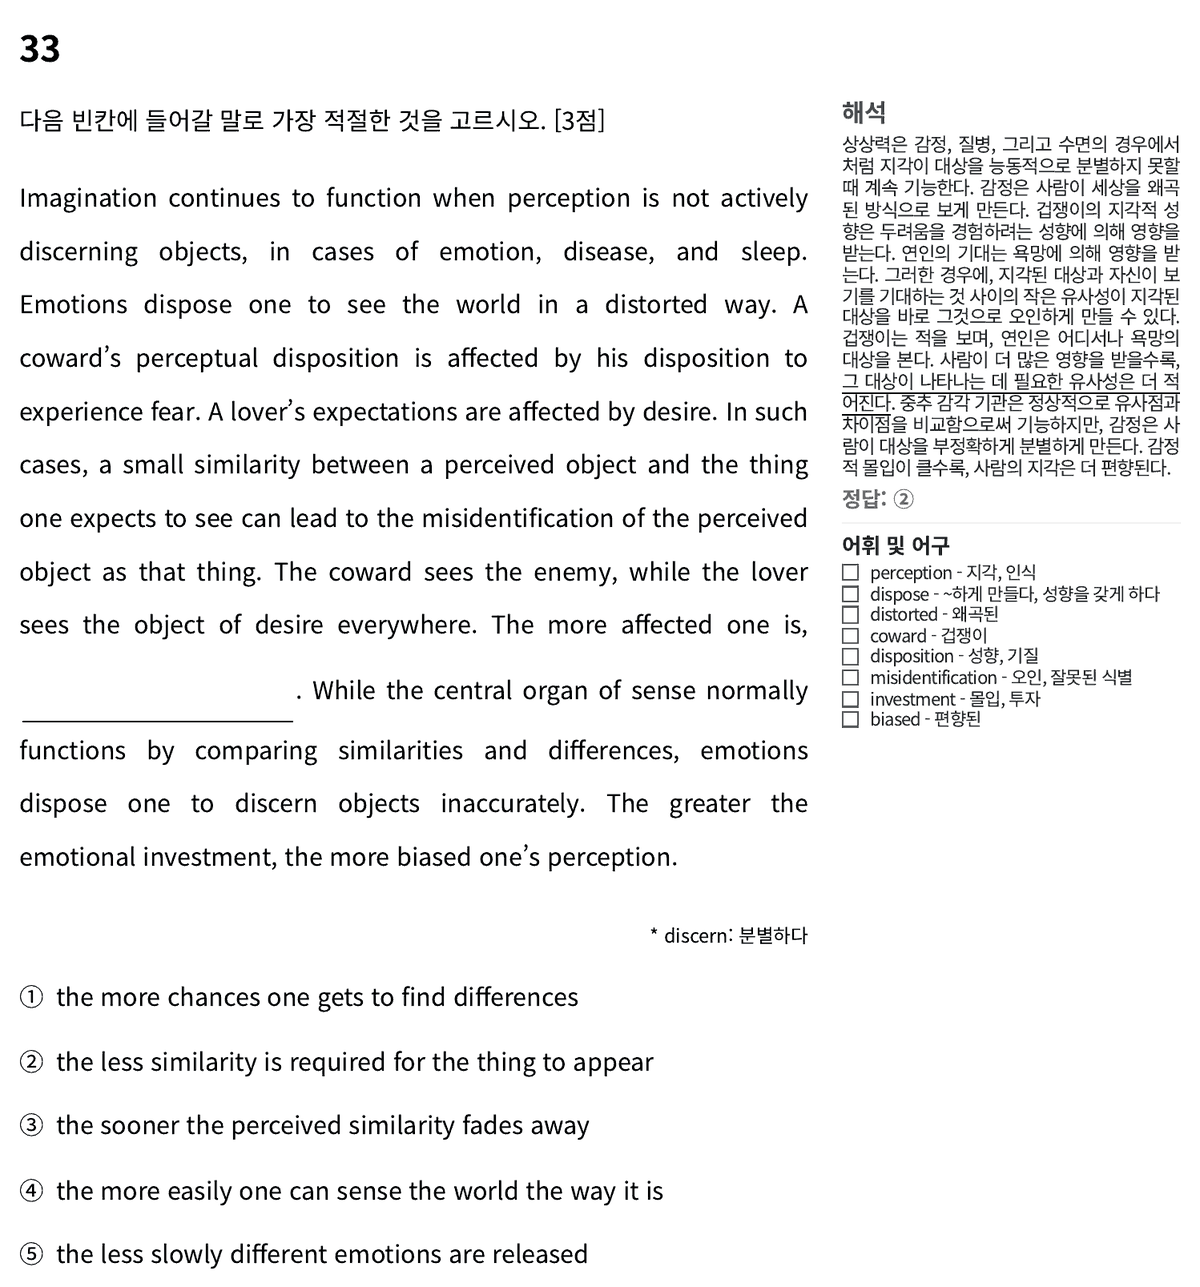 33
다음 빈칸에 들어갈 말로 가장 적절한 것을 고르시오. [3점]
Imagination continues to function when perception is not actively
discerning objects, in cases of emotion, disease, and sleep.
Emotions dispose one to see the world in a distorted way. A
coward's perceptual disposition is affected by his disposition to
experience fear. A lover's expectations are affected by desire. In such
cases, a small similarity between a perceived object and the thing
one expects to see can lead to the misidentification of the perceived
object as that thing. The coward sees the enemy, while the lover
sees the object of desire everywhere. The more affected one is,
. While the central organ of sense normally
functions by comparing similarities and differences, emotions
dispose one to discern objects inaccurately. The greater the
emotional investment, the more biased one's perception.
* discern: 분별하다
① the more chances one gets to find differences
② the less similarity is required for the thing to appear
③ the sooner the perceived similarity fades away
④ the more easily one can sense the world the way it is
⑤ the less slowly different emotions are released
해석
상상력은 감정, 질병, 그리고 수면의 경우에서
처럼 지각이 대상을 능동적으로 분별하지 못할
때 계속 기능한다. 감정은 사람이 세상을 왜곡
된 방식으로 보게 만든다. 겁쟁이의 지각적 성
향은 두려움을 경험하려는 성향에 의해 영향을
받는다. 연인의 기대는 욕망에 의해 영향을 받
는다. 그러한 경우에, 지각된 대상과 자신이 보
기를 기대하는 것 사이의 작은 유사성이 지각된
대상을 바로 그것으로 오인하게 만들 수 있다.
겁쟁이는 적을 보며, 연인은 어디서나 욕망의
대상을 본다. 사람이 더 많은 영향을 받을수록,
그 대상이 나타나는 데 필요한 유사성은 더 적
어진다. 중추 감각 기관은 정상적으로 유사점과
차이점을 비교함으로써 기능하지만, 감정은 사
람이 대상을 부정확하게 분별하게 만든다. 감정
적 몰입이 클수록, 사람의 지각은 더 편향된다.
정답: ②
어휘 및 어구
perception - 지각, 인식
dispose - ~하게 만들다, 성향을 갖게 하다
distorted - 왜곡된
coward - 겁쟁이
disposition - 성향, 기질
misidentification - 오인, 잘못된 식별
investment - 몰입, 투자
biased - 편향된